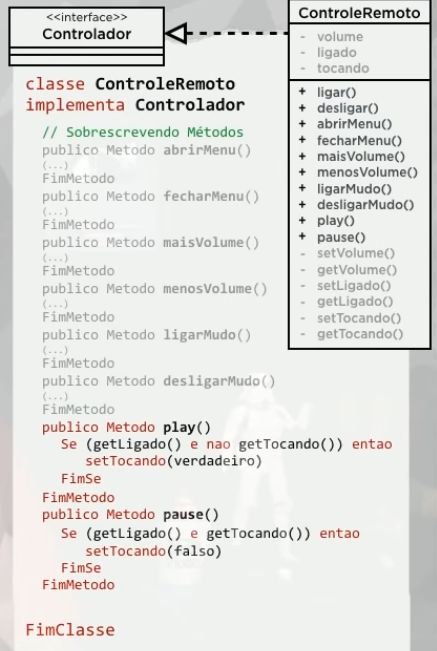 <<interface>>
Controlador
ControleRemoto
- volume
- ligado
- tocando
+ ligar()
+ desligar()
+ abrirMenu()
+ fecharMenu()
+ maisVolume()
+ menosVolume()
+ ligarMudo()
+ desligarMudo()
+ play()
+ pause()
- setVolume()
- getVolume()
- setLigado()
- getLigado()
- setTocando()
- getTocando()
classe ControleRemoto
implementa Controlador
// Sobrescrevendo Métodos
publico Metodo abrirMenu()
(...)
FimMetodo
publico Metodo fecharMenu()
(...)
FimMetodo
publico Metodo maisVolume()
(...)
FimMetodo
publico Metodo menosVolume()
(...)
FimMetodo
publico Metodo ligarMudo()
(...)
FimMetodo
publico Metodo desligarMudo()
(...)
FimMetodo
publico Metodo play()
Se (getLigado() e nao getTocando()) entao
setTocando(verdadeiro)
FimSe
FimMetodo
publico Metodo pause()
Se (getLigado() e getTocando()) entao
setTocando(falso)
FimSe
FimMetodo
FimClasse